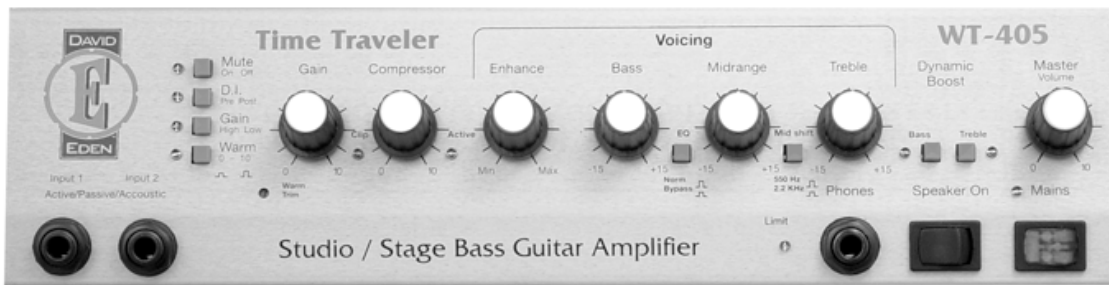 DAVID
E
EDEN
Time Traveler
Voicing
WT-405
Mute
On Off
D.I.
Pre Post
Gain
High Low
Warm
0 - 10
Gain
Compressor
Enhance
Bass
Midrange
Treble
Dynamic
Boost
Master
Volume
Clip
Active
EQ
Mid shift
Bass
Treble
0 10
0 10
Min Max
-15 +15
-15 +15
-15 +15
0 10
Input 1 Input 2
Active/Passive/Accoustic
Warm
Trim
Norm
Bypass
550 Hz
2.2 KHz
Phones
Speaker On
Mains
Limit
Studio / Stage Bass Guitar Amplifier